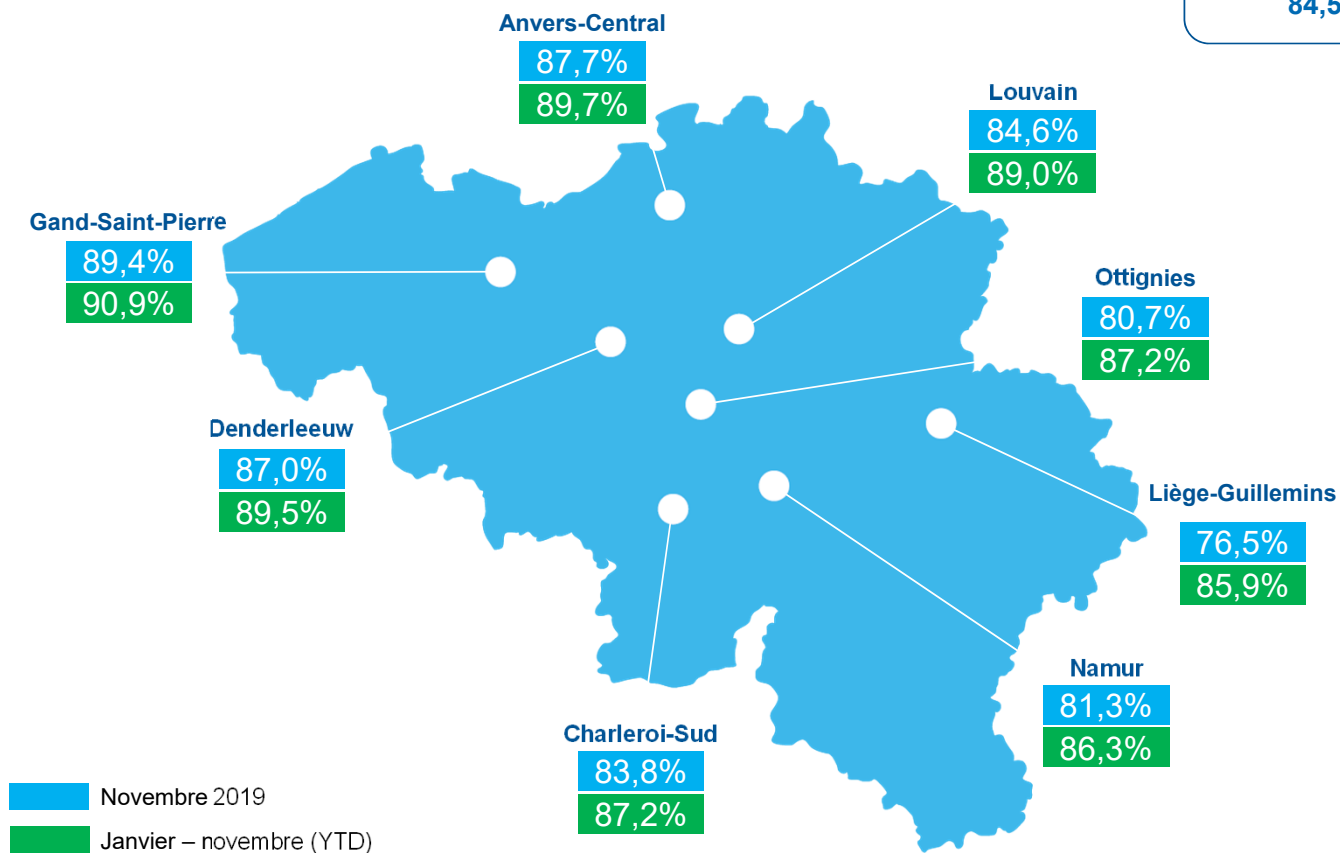 84,5
Anvers-Central
87,7%
89,7%
Louvain
84,6%
89,0%
Gand-Saint-Pierre
89,4%
90,9%
Ottignies
80,7%
87,2%
Denderleeuw
87,0%
89,5%
Liège-Guillemins
76,5%
85,9%
Namur
81,3%
86,3%
Charleroi-Sud
83,8%
87,2%
Novembre 2019
Janvier – novembre (YTD)